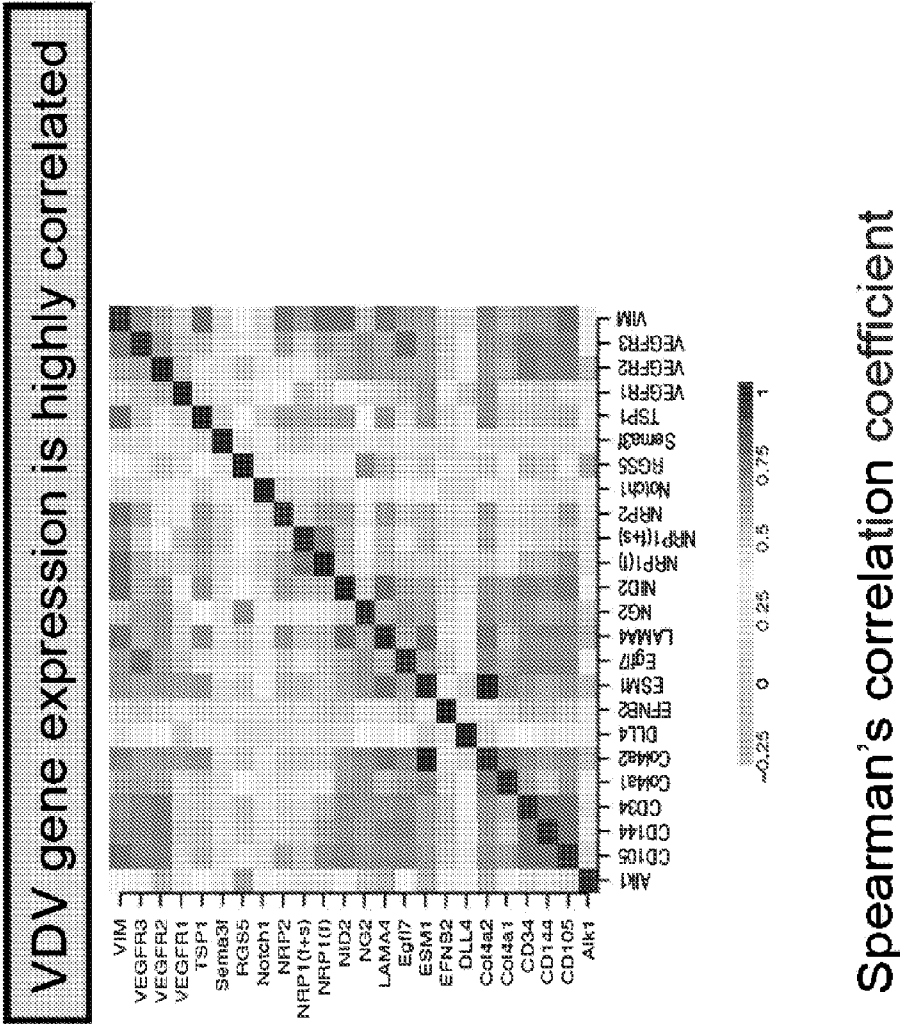 VDV gene expression is highly correlated
VIM
VEGFR3
VEGFR2
VEGFR1
TSP1
Sema3f
RGS5
Notch1
NRP2
NRP1(f+s)
NRP1(f)
NID2
NG2
LAMA4
Egfl7
ESM1
EFNB2
DLL4
Col4a2
Col4a1
CD34
CD144
CD105
Alk1
VIM
VEGFR3
VEGFR2
VEGFR1
TSP1
Sema3f
RGS5
Notch1
NRP2
NRP1(f+s)
NRP1(f)
NID2
NG2
LAMA4
Egfl7
ESM1
EFNB2
DLL4
Col4a2
Col4a1
CD34
CD144
CD105
Alk1
-0.25
0
0.25
0.5
0.75
1
Spearman's correlation coefficient